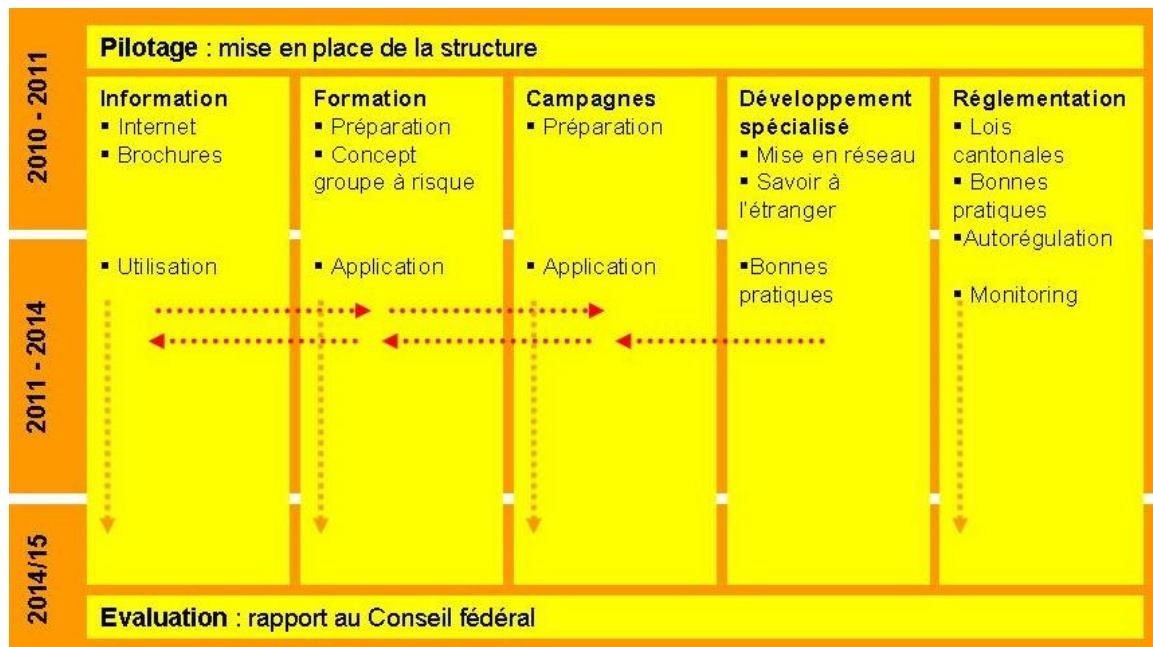 2010 - 2011
Pilotage : mise en place de la structure
Information
▪ Internet
▪ Brochures
▪ Utilisation
Formation
▪ Préparation
▪ Concept
groupe à risque
▪ Application
Campagnes
▪ Préparation
▪ Application
Développement
spécialisé
▪ Mise en réseau
▪ Savoir à
l'étranger
▪Bonnes
pratiques
Réglementation
▪ Lois
cantonales
▪ Bonnes
pratiques
▪Autorégulation
▪ Monitoring
2011 - 2014
2014/15
Evaluation : rapport au Conseil fédéral